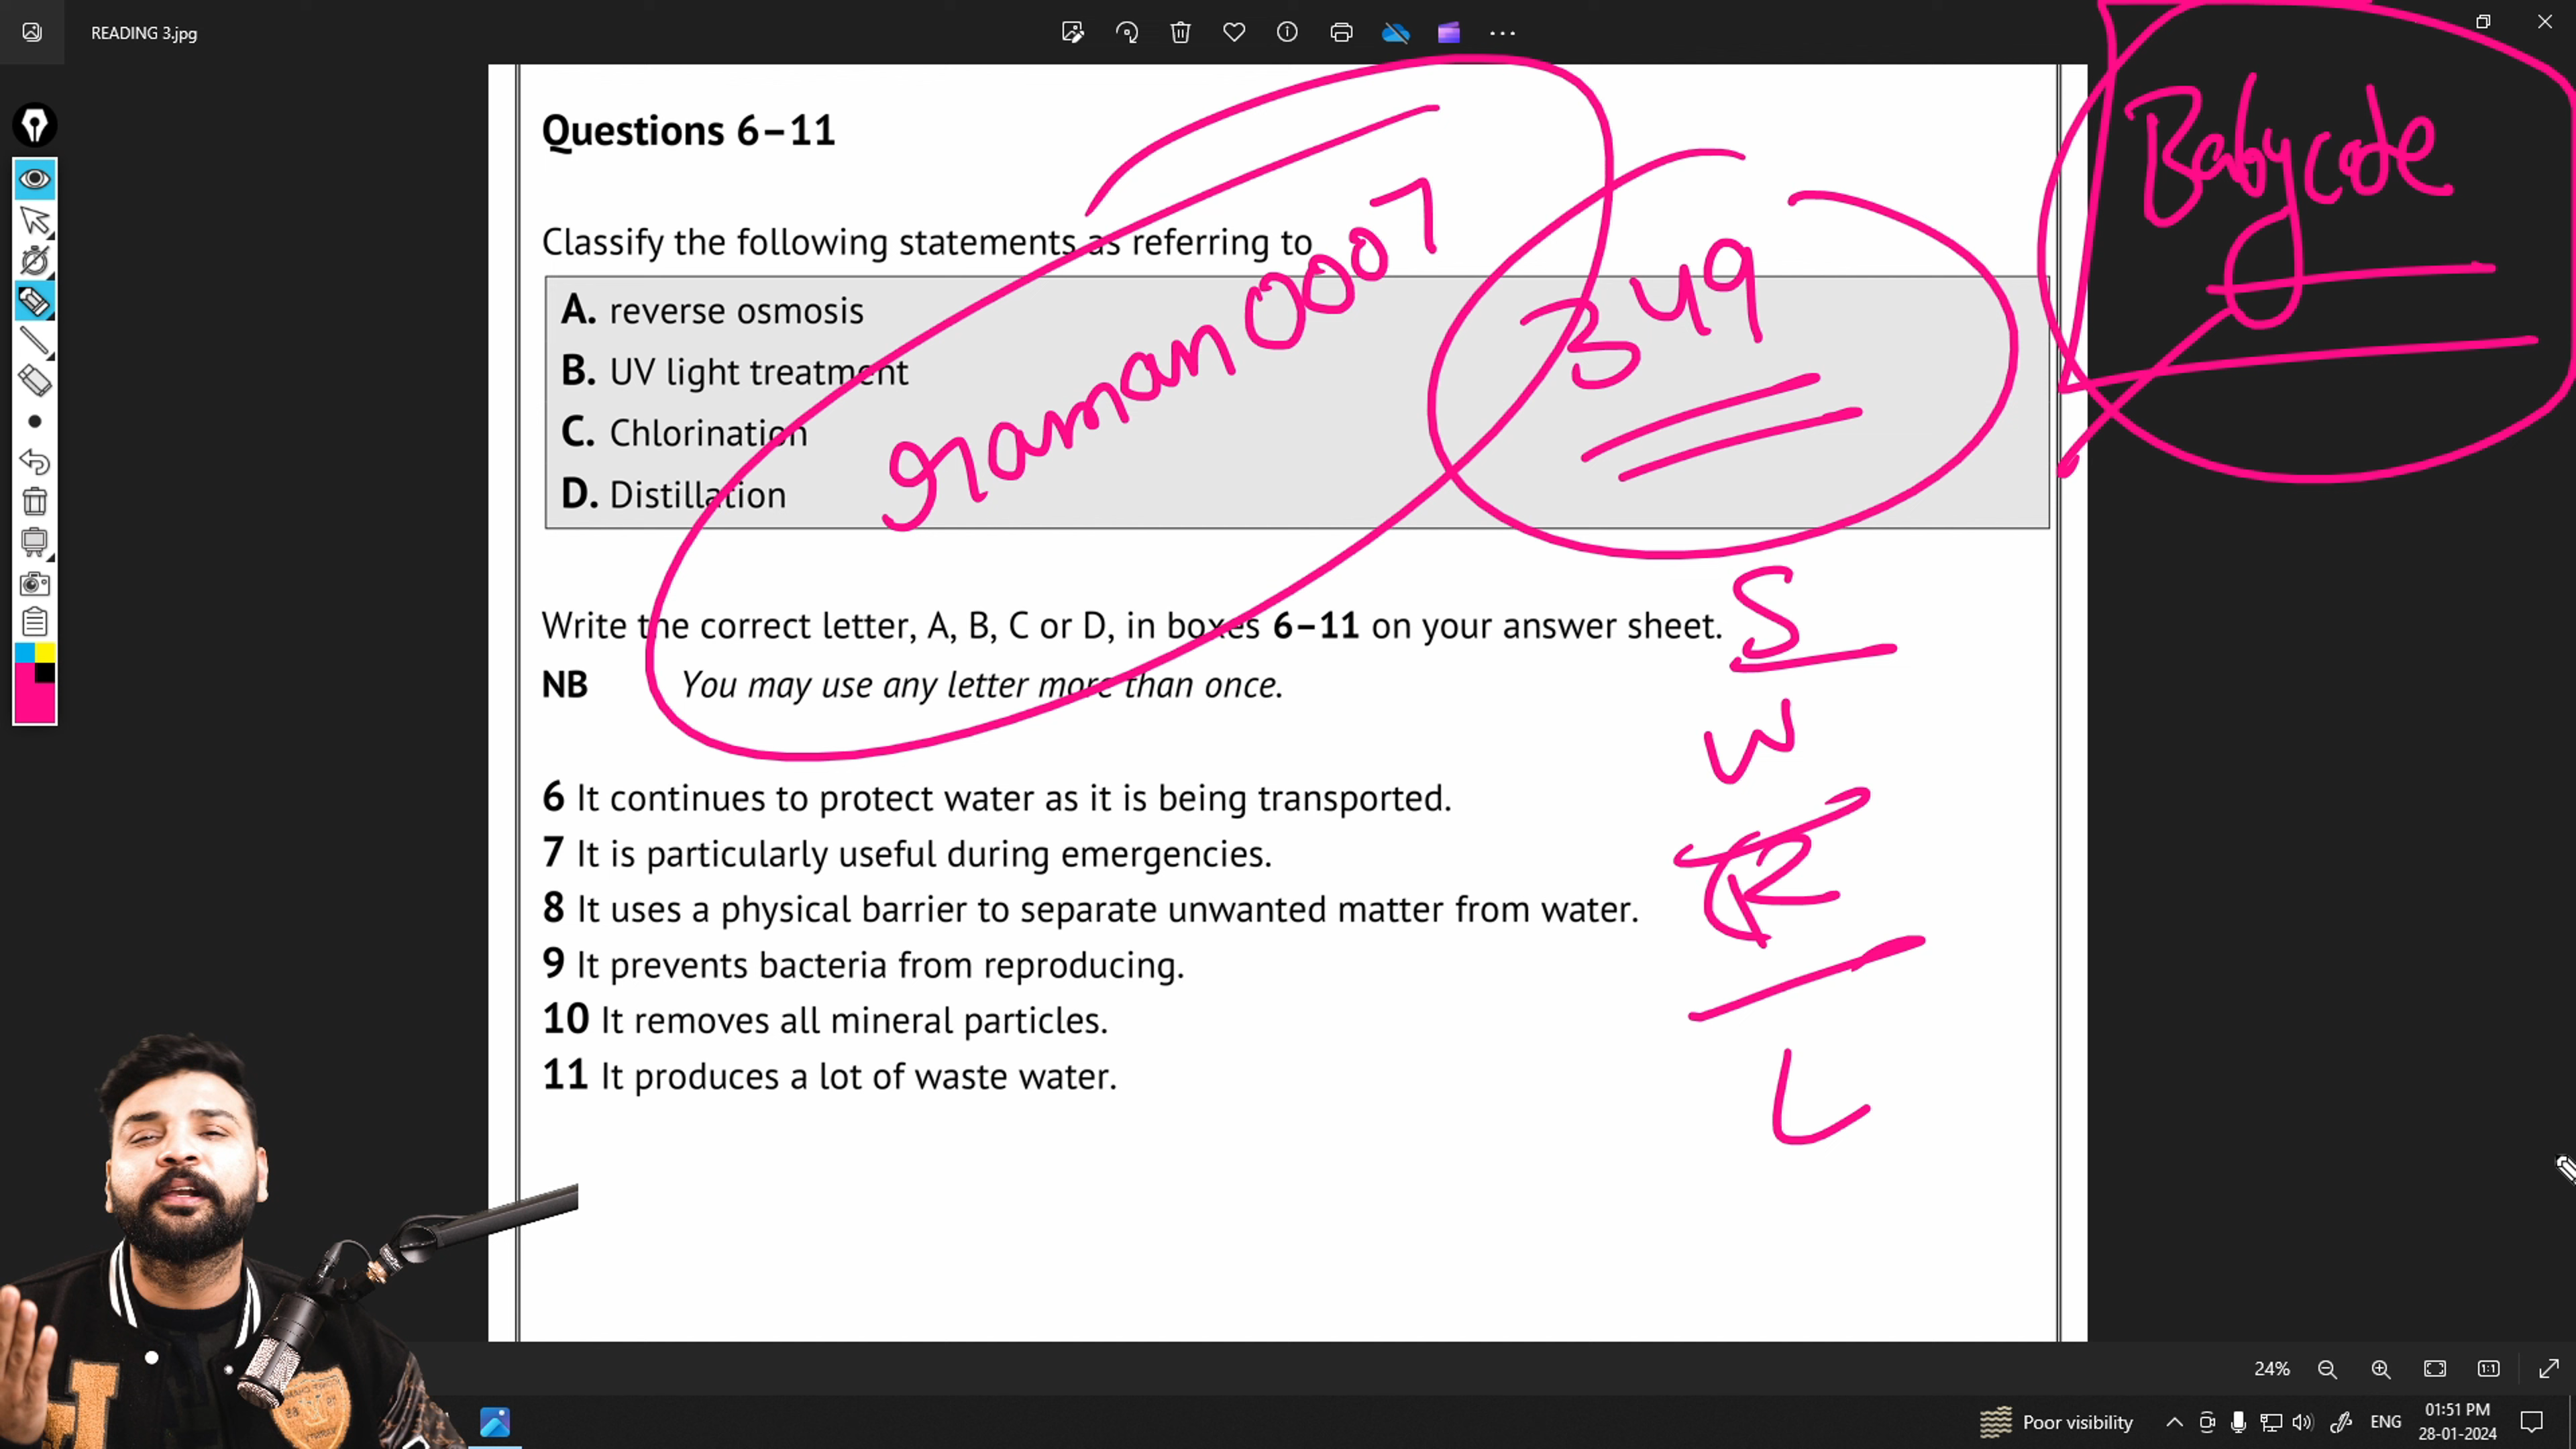 READING 3.jpg
Babycode
Questions 6–11
Classify the following statements as referring to
A. reverse osmosis
B. UV light treatment
C. Chlorination
D. Distillation
349
Write the correct letter, A, B, C or D, in boxes 6–11 on your answer sheet.
NB You may use any letter more than once.
6 It continues to protect water as it is being transported.
7 It is particularly useful during emergencies.
8 It uses a physical barrier to separate unwanted matter from water.
9 It prevents bacteria from reproducing.
10 It removes all mineral particles.
11 It produces a lot of waste water.
S
W
R
L
24%
1:1
Poor visibility
ENG
01:51 PM
28-01-2024